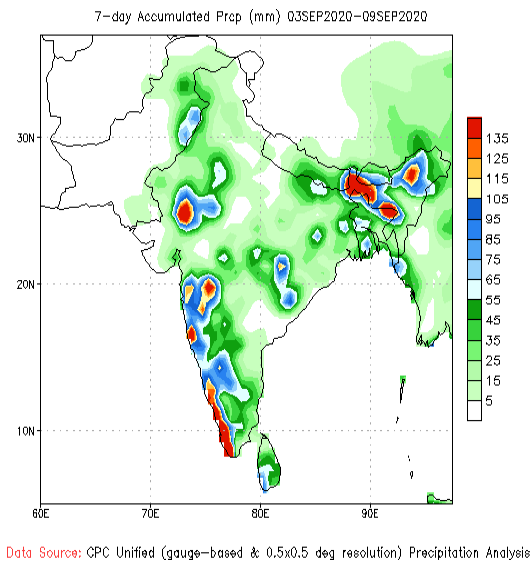 7-day Accumulated Prcp (mm) 03SEP2020-09SEP2020
30N
20N
10N
60E 70E 80E 90E
135
125
115
105
95
85
75
65
55
45
35
25
15
5
Data Source: CPC Unified (gauge-based & 0.5x0.5 deg resolution) Precipitation Analysis